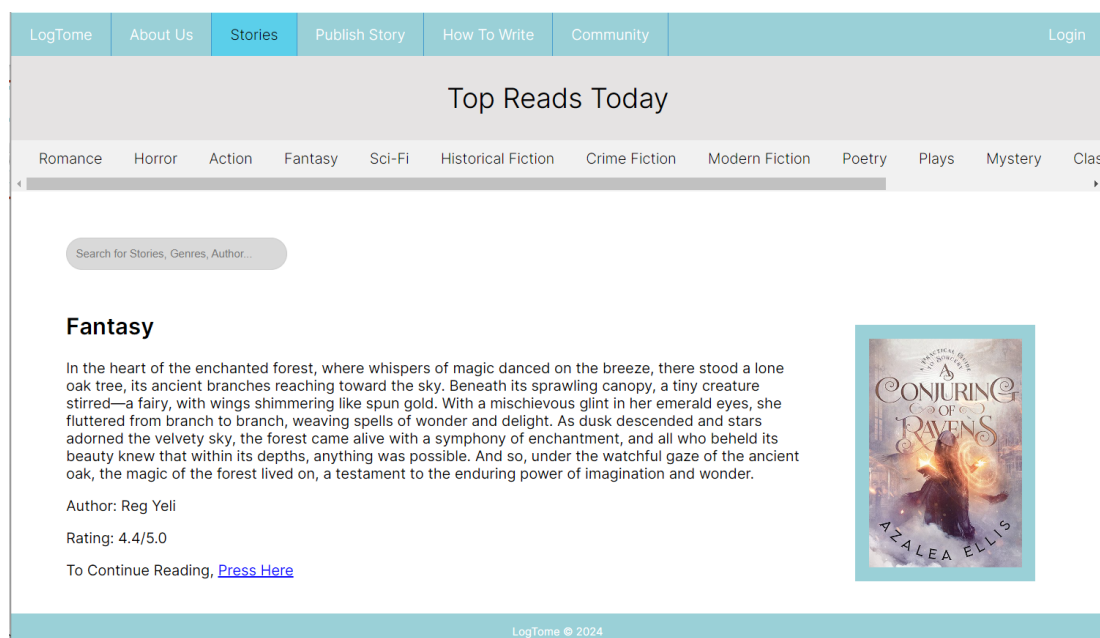 LogTome About Us Stories Publish Story How To Write Community Login
Top Reads Today
Romance Horror Action Fantasy Sci-Fi Historical Fiction Crime Fiction Modern Fiction Poetry Plays Mystery Clas
Search for Stories, Genres, Author...
Fantasy
In the heart of the enchanted forest, where whispers of magic danced on the breeze, there stood a lone
oak tree, its ancient branches reaching toward the sky. Beneath its sprawling canopy, a tiny creature
stirred—a fairy, with wings shimmering like spun gold. With a mischievous glint in her emerald eyes, she
fluttered from branch to branch, weaving spells of wonder and delight. As dusk descended and stars
adorned the velvety sky, the forest came alive with a symphony of enchantment, and all who beheld its
beauty knew that within its depths, anything was possible. And so, under the watchful gaze of the ancient
oak, the magic of the forest lived on, a testament to the enduring power of imagination and wonder.
Author: Reg Yeli
Rating: 4.4/5.0
To Continue Reading, Press Here
A PRACTICAL GUIDE
TO SORCERY
A
CONJURING
OF
RAVENS
AZALEA ELLIS
LogTome © 2024